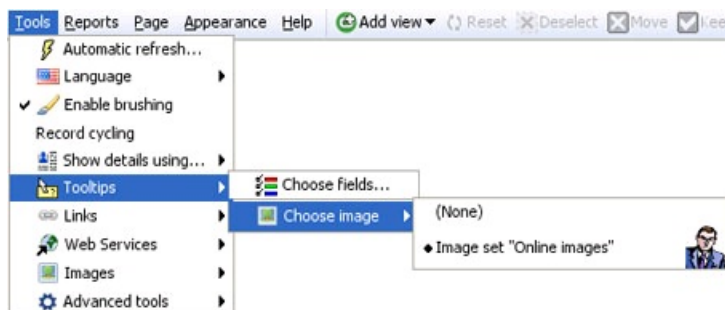 Tools Reports Page Appearance Help Add view Reset Deselect Move Kee
Automatic refresh...
Language
Enable brushing
Record cycling
Show details using...
Tooltips Choose fields...
Links Choose image (None)
Web Services Image set "Online images"
Images
Advanced tools